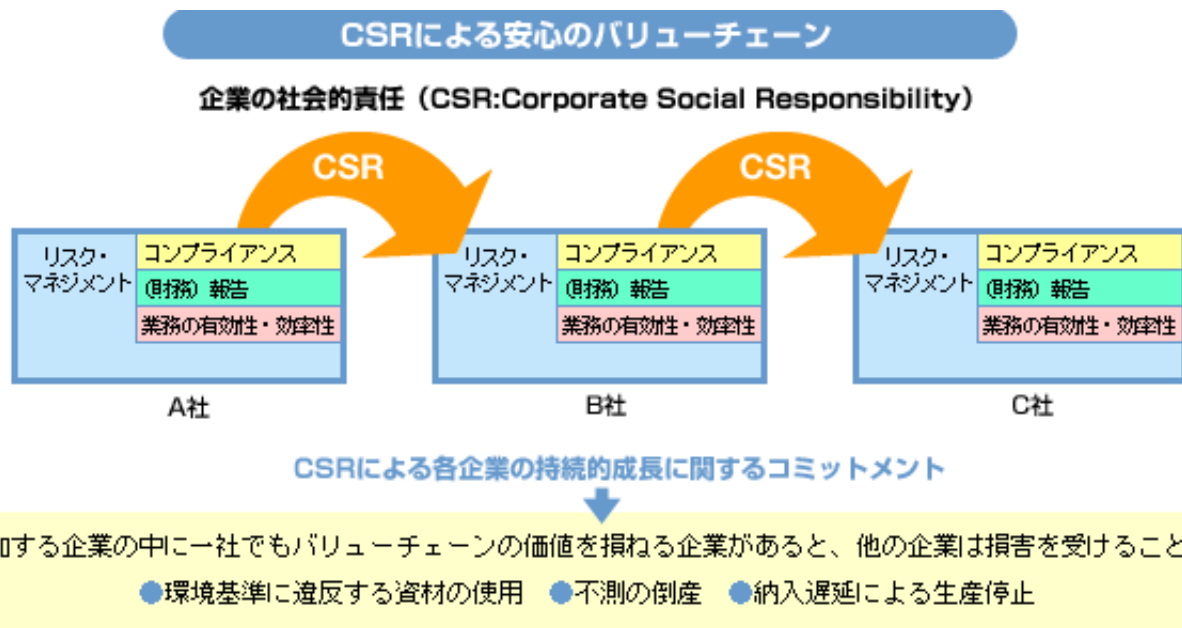 CSRによる安心のバリューチェーン
企業の社会的責任（CSR:Corporate Social Responsibility）
CSR
CSR
リスク・
マネジメント
コンプライアンス
（財務）報告
業務の有効性・効率性
A社
リスク・
マネジメント
コンプライアンス
（財務）報告
業務の有効性・効率性
B社
リスク・
マネジメント
コンプライアンス
（財務）報告
業務の有効性・効率性
C社
CSRによる各企業の持続的成長に関するコミットメント
する企業の中に一社でもバリューチェーンの価値を損ねる企業があると、他の企業は損害を受けること
●環境基準に違反する資材の使用 ●不測の倒産 ●納入遅延による生産停止